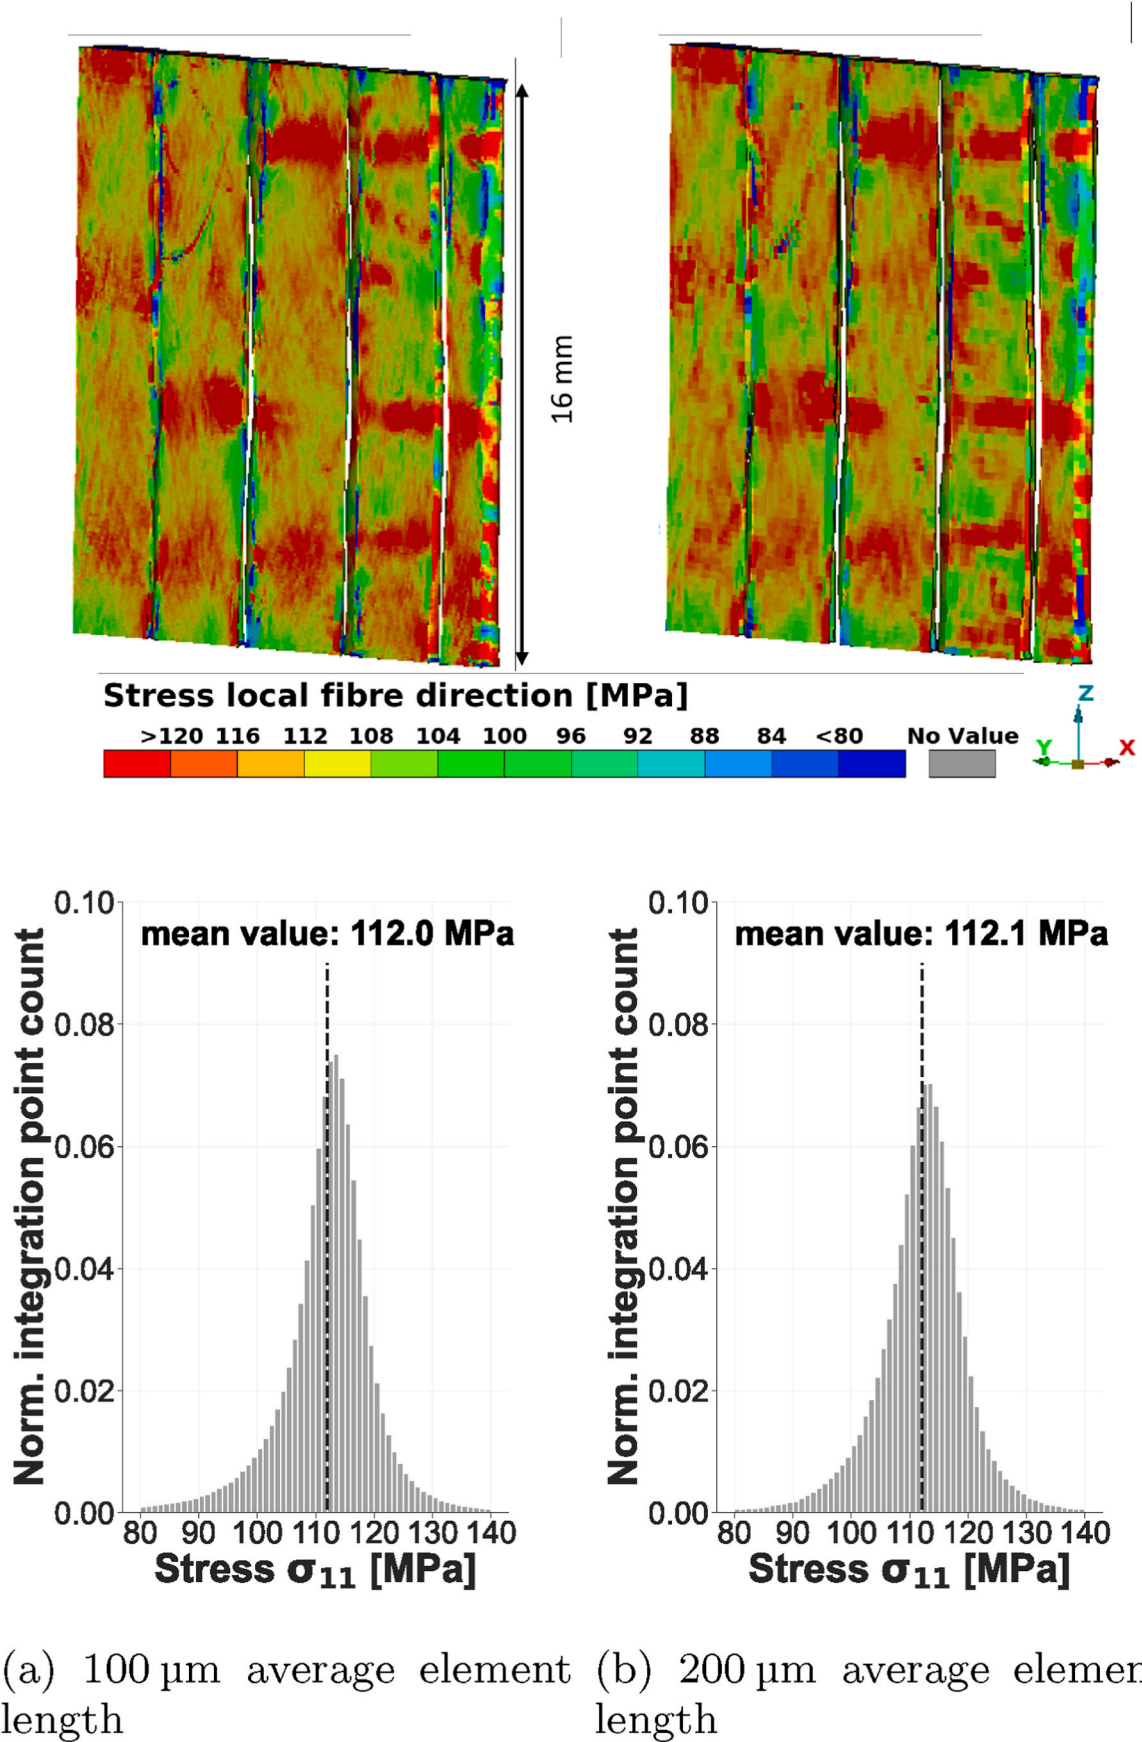 16 mm
Stress local fibre direction [MPa]
>120 116 112 108 104 100 96 92 88 84 <80 No Value
Z
Y X
0.10 0.10
mean value: 112.0 MPa mean value: 112.1 MPa
0.08 0.08
0.06 0.06
0.04 0.04
0.02 0.02
0.00 0.00
Norm. integration point count Norm. integration point count
80 90 100 110 120 130 140 80 90 100 110 120 130 140
Stress σ₁₁ [MPa] Stress σ₁₁ [MPa]
(a) 100 µm average element (b) 200 µm average elemen
length length